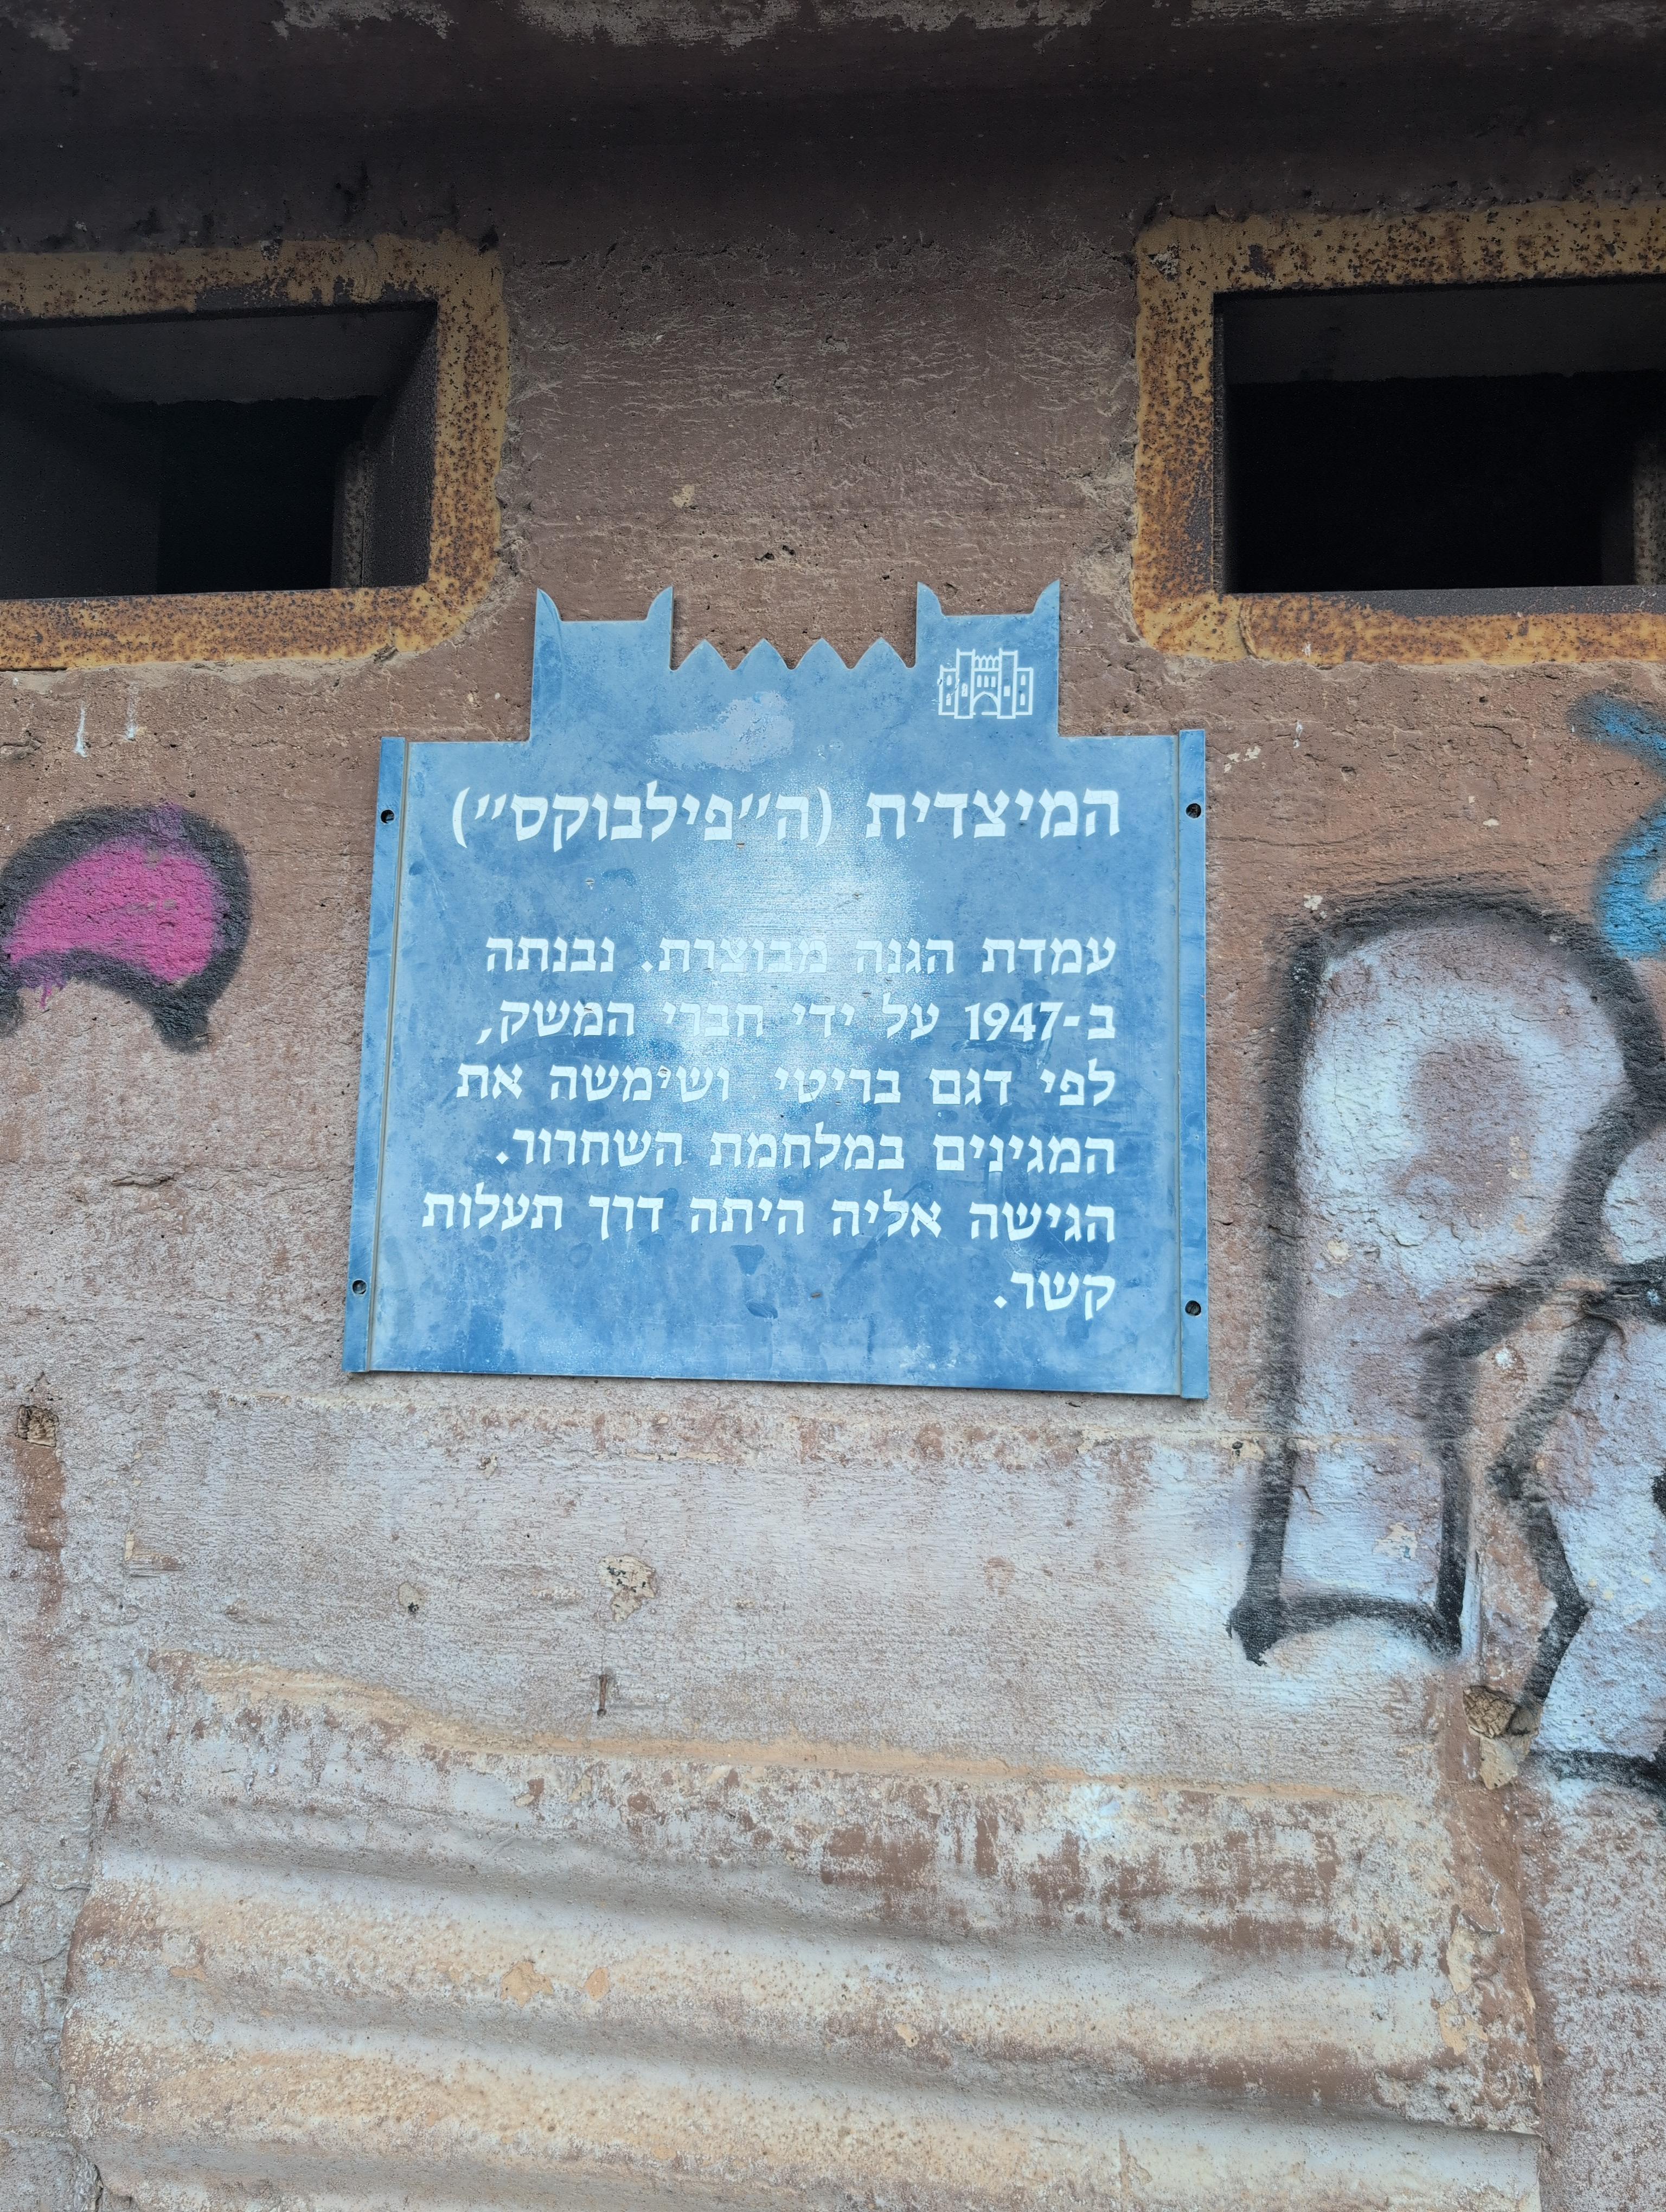 המיצדית (ה״פילבוקס״)
עמדת הגנה מבוצרת. נבנתה
ב-1947 על ידי חברי המשק,
לפי דגם בריטי ושימשה את
המגינים במלחמת השחרור.
הגישה אליה היתה דרך תעלות
קשר.